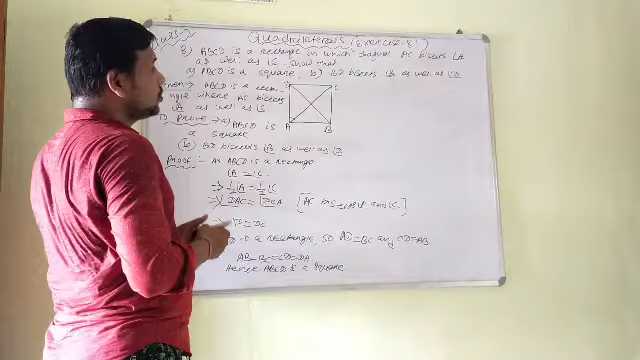 Quadrilaterals (Exercise-8.1)
8) ABCD is a rectangle in which diagonal AC bisects ∠A
as well as ∠C. Show that
a) ABCD is a square, b) BD bisects ∠B as well as ∠D
Given → ABCD is a rect-
angle where AC bisects
∠A as well as ∠C
D C
A B
To Prove → a) ABCD is
a square
(b) BD bisects ∠B as well as ∠D
Proof :- As ABCD is a rectangle
∠A = ∠C
⇒ 1/2 ∠A = 1/2 ∠C
⇒ ∠DAC = ∠DCA [AC bisects ∠A and ∠C]
AD = DC
is a rectangle, so AD = BC and CD = AB
AB = BC = CD = DA
Hence ABCD is a square